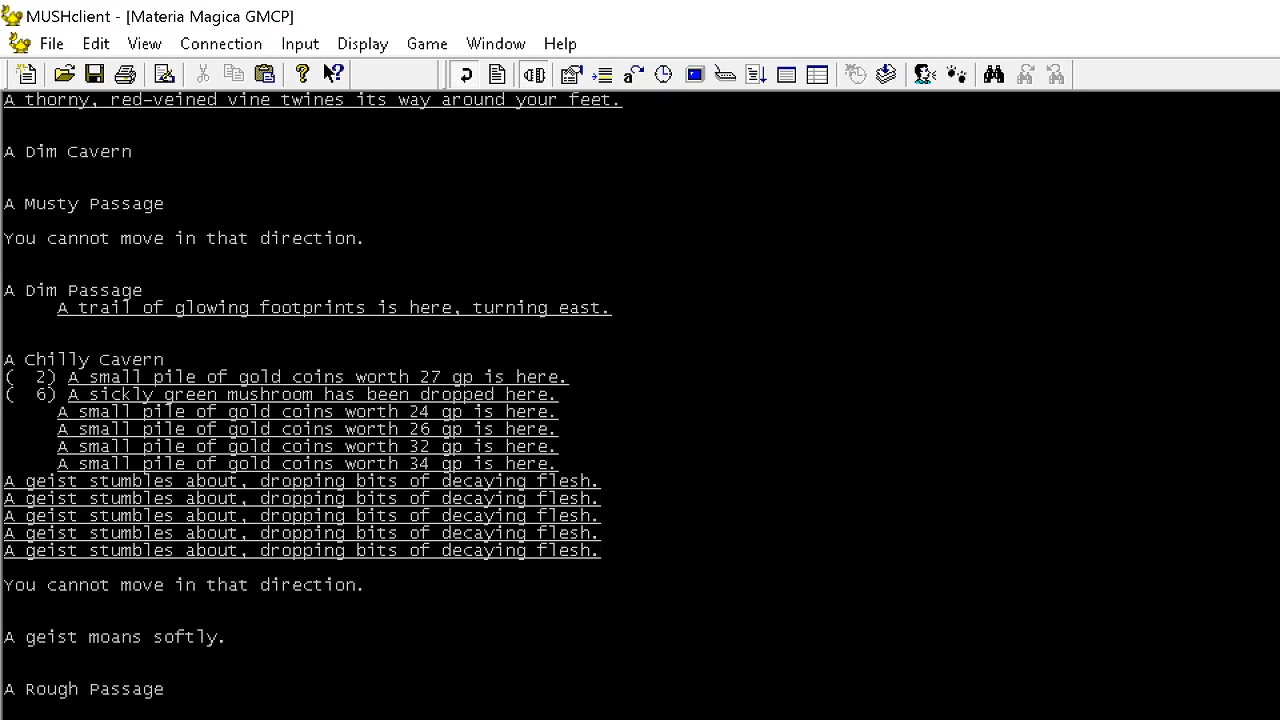 MUSHclient - [Materia Magica GMCP]
File Edit View Connection Input Display Game Window Help
A thorny, red-veined vine twines its way around your feet.
A Dim Cavern
A Musty Passage
You cannot move in that direction.
A Dim Passage
A trail of glowing footprints is here, turning east.
A Chilly Cavern
( 2) A small pile of gold coins worth 27 gp is here.
( 6) A sickly green mushroom has been dropped here.
A small pile of gold coins worth 24 gp is here.
A small pile of gold coins worth 26 gp is here.
A small pile of gold coins worth 32 gp is here.
A small pile of gold coins worth 34 gp is here.
A geist stumbles about, dropping bits of decaying flesh.
A geist stumbles about, dropping bits of decaying flesh.
A geist stumbles about, dropping bits of decaying flesh.
A geist stumbles about, dropping bits of decaying flesh.
A geist stumbles about, dropping bits of decaying flesh.
You cannot move in that direction.
A geist moans softly.
A Rough Passage